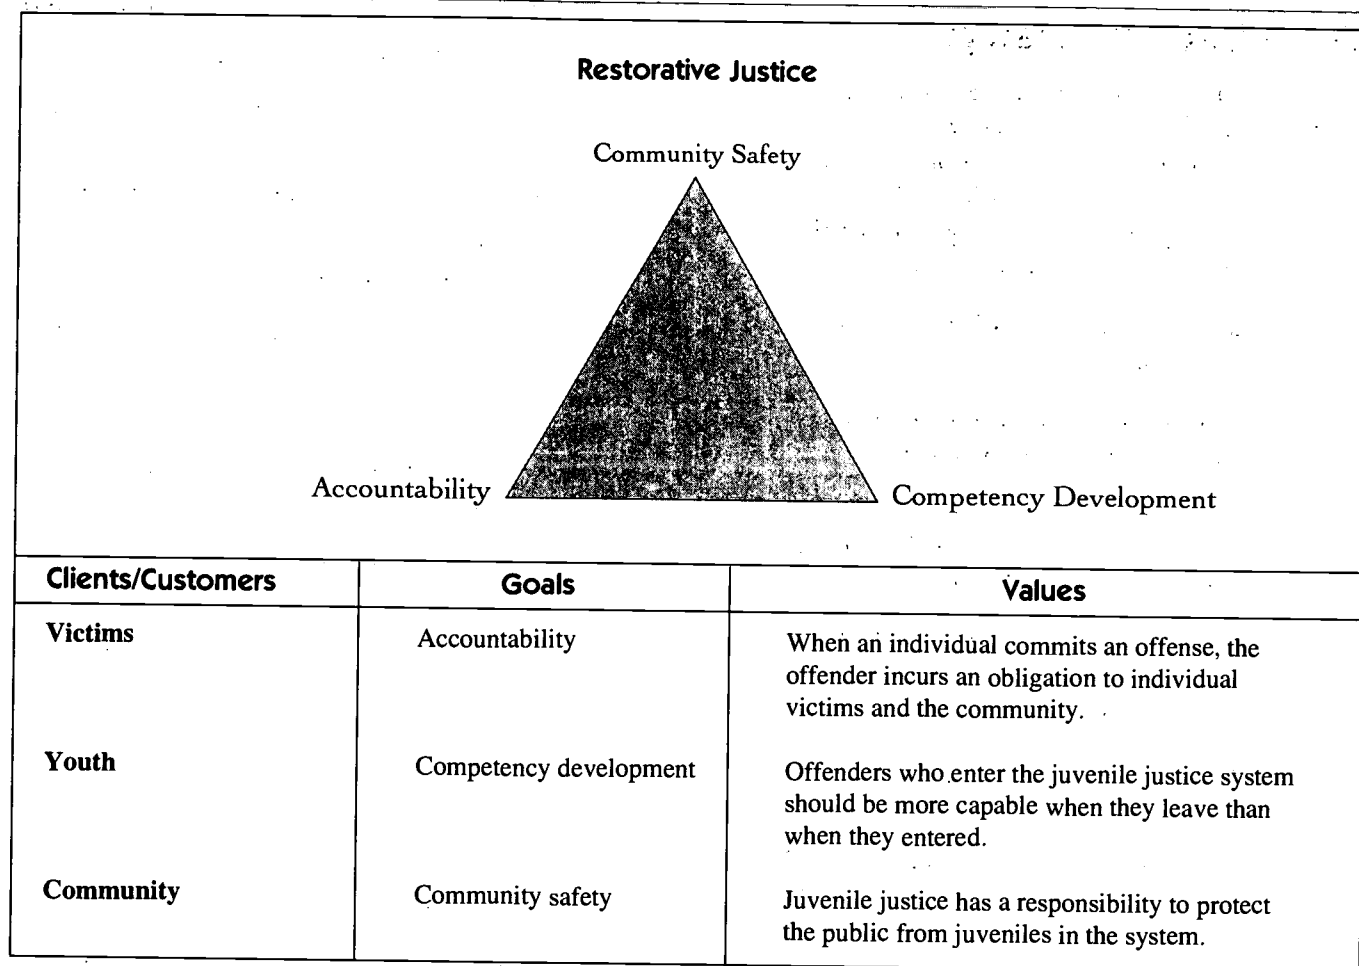 Restorative Justice
Community Safety
Accountability
Competency Development
Clients/Customers Goals Values
Victims Accountability When an individual commits an offense, the
offender incurs an obligation to individual
victims and the community.
Youth Competency development Offenders who enter the juvenile justice system
should be more capable when they leave than
when they entered.
Community Community safety Juvenile justice has a responsibility to protect
the public from juveniles in the system.